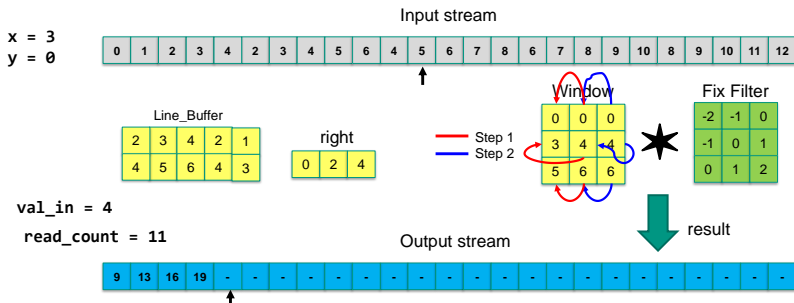 Input stream
x = 3
y = 0
0 1 2 3 4 2 3 4 5 6 4 5 6 7 8 6 7 8 9 10 8 9 10 11 12
Line_Buffer
2 3 4 2 1
4 5 6 4 3
right
0 2 4
Step 1
Step 2
Window
0 0 0
3 4 4
5 6 6
Fix Filter
-2 -1 0
-1 0 1
0 1 2
val_in = 4
read_count = 11
result
Output stream
9 13 16 19 - - - - - - - - - - - - - - - - - - - - -